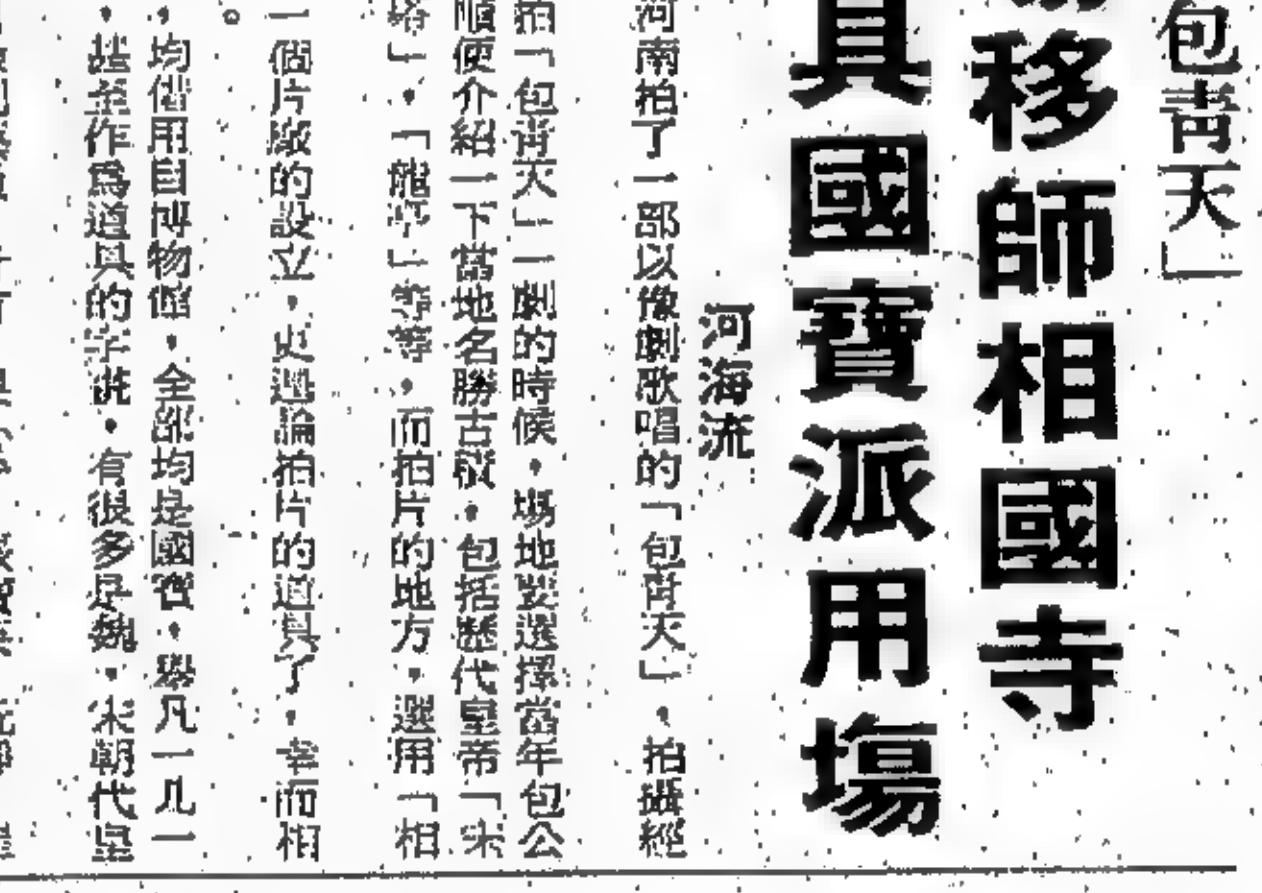 包青天」
移師相國寺
具國寶派用塲
河海流
河南拍了一部以豫劇歌唱的「包青天」，拍攝經
拍「包青天」一劇的時候，塲地要選擇當年包公
順便介紹一下當地名勝古蹟，包括歷代皇帝「宋
塔」，「龍亭」等等，而拍片的地方，選用「相
一個片廠的設立，更遑論拍片的道具了，幸而相
。
，均借用自博物館，全部均是國寶，舉凡一几一
，甚至作爲道具的字畫，有很多是魏，宋朝代皇